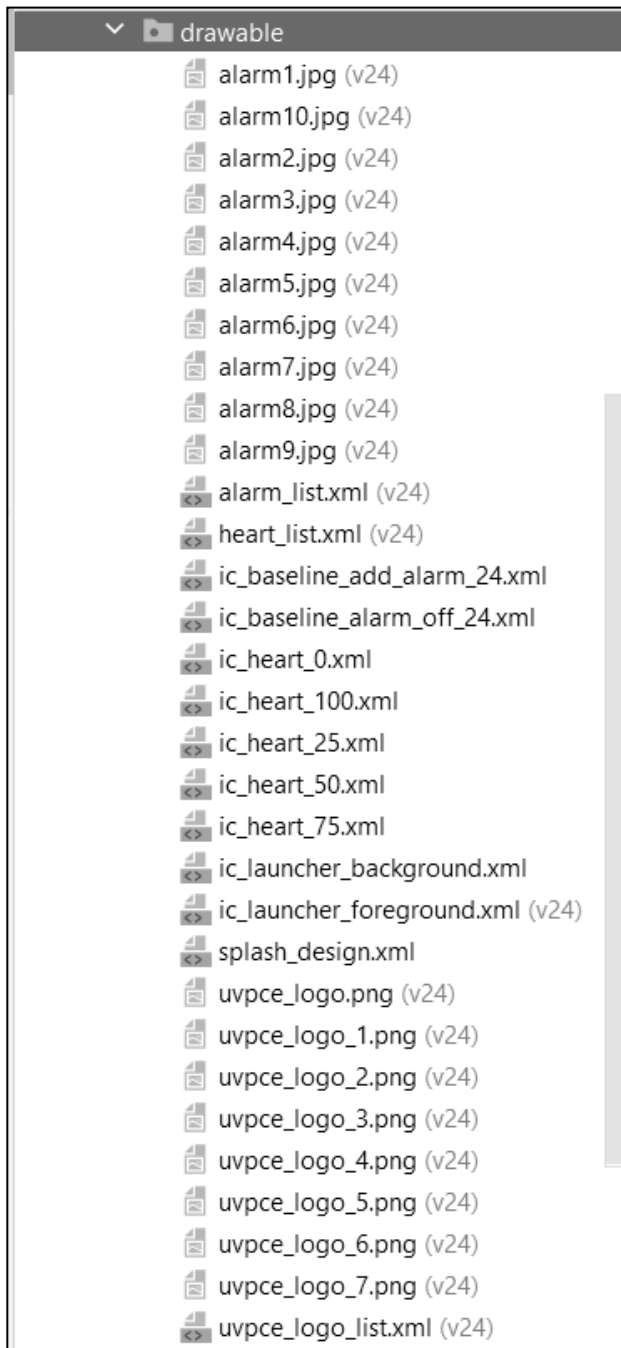 drawable
alarm1.jpg (v24)
alarm10.jpg (v24)
alarm2.jpg (v24)
alarm3.jpg (v24)
alarm4.jpg (v24)
alarm5.jpg (v24)
alarm6.jpg (v24)
alarm7.jpg (v24)
alarm8.jpg (v24)
alarm9.jpg (v24)
alarm_list.xml (v24)
heart_list.xml (v24)
ic_baseline_add_alarm_24.xml
ic_baseline_alarm_off_24.xml
ic_heart_0.xml
ic_heart_100.xml
ic_heart_25.xml
ic_heart_50.xml
ic_heart_75.xml
ic_launcher_background.xml
ic_launcher_foreground.xml (v24)
splash_design.xml
uvpce_logo.png (v24)
uvpce_logo_1.png (v24)
uvpce_logo_2.png (v24)
uvpce_logo_3.png (v24)
uvpce_logo_4.png (v24)
uvpce_logo_5.png (v24)
uvpce_logo_6.png (v24)
uvpce_logo_7.png (v24)
uvpce_logo_list.xml (v24)